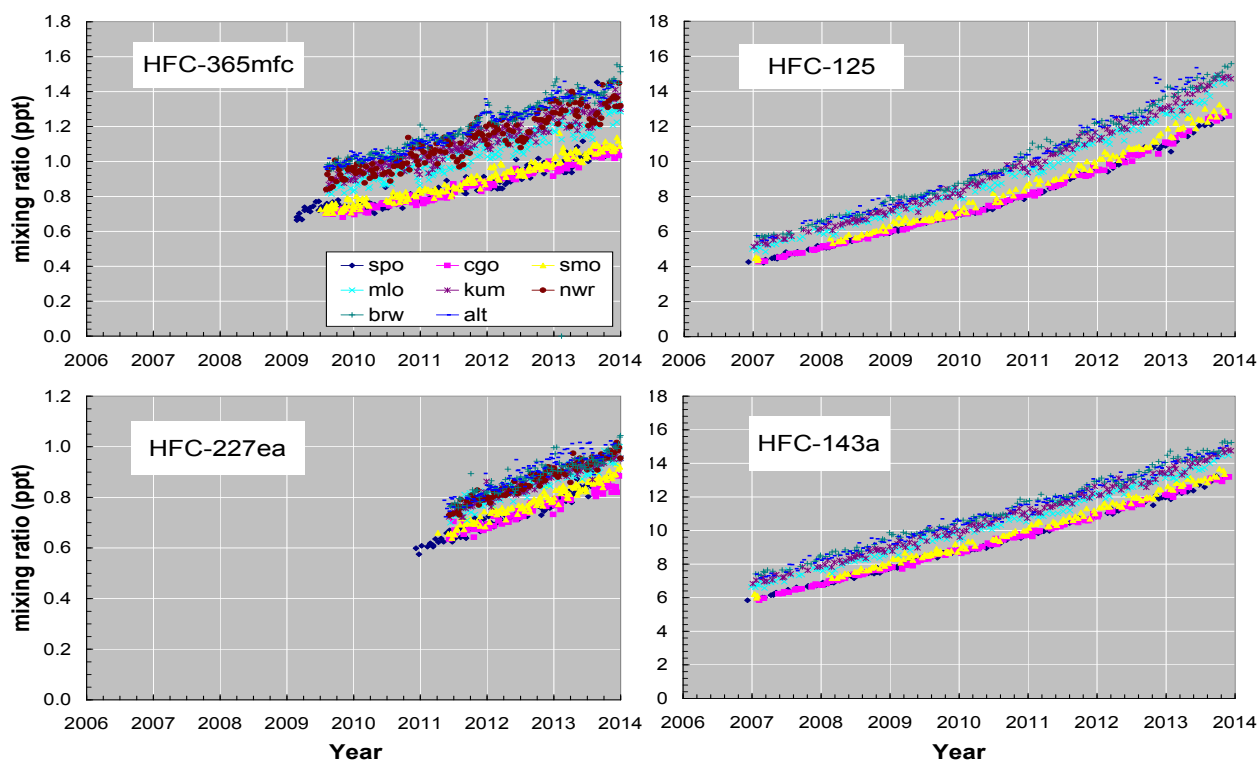 1.8
1.6
1.4
1.2
1.0
0.8
0.6
0.4
0.2
0.0
mixing ratio (ppt)
HFC-365mfc
spo cgo smo
mlo kum nwr
brw alt
2006 2007 2008 2009 2010 2011 2012 2013 2014
18
16
14
12
10
8
6
4
2
0
HFC-125
2006 2007 2008 2009 2010 2011 2012 2013 2014
1.2
1.0
0.8
0.6
0.4
0.2
0.0
mixing ratio (ppt)
HFC-227ea
2006 2007 2008 2009 2010 2011 2012 2013 2014
Year
18
16
14
12
10
8
6
4
2
0
HFC-143a
2006 2007 2008 2009 2010 2011 2012 2013 2014
Year